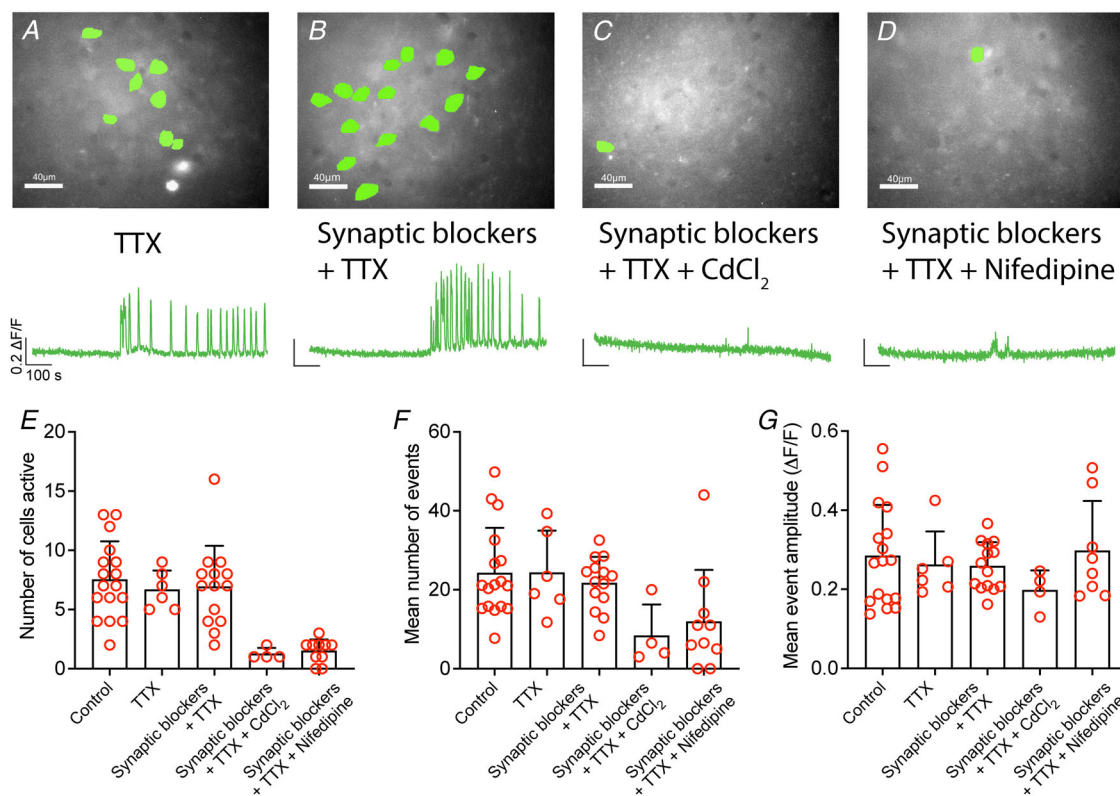 A
B
C
D
40µm
40µm
40µm
40µm
TTX
Synaptic blockers
+ TTX
Synaptic blockers
+ TTX + CdCl2
Synaptic blockers
+ TTX + Nifedipine
0.2 ΔF/F
100 s
E
Number of cells active
20
15
10
5
0
Control
TTX
Synaptic blockers
+ TTX
Synaptic blockers
+ TTX + CdCl2
Synaptic blockers
+ TTX + Nifedipine
F
Mean number of events
60
40
20
0
Control
TTX
Synaptic blockers
+ TTX
Synaptic blockers
+ TTX + CdCl2
Synaptic blockers
+ TTX + Nifedipine
G
Mean event amplitude (ΔF/F)
0.6
0.4
0.2
0.0
Control
TTX
Synaptic blockers
+ TTX
Synaptic blockers
+ TTX + CdCl2
Synaptic blockers
+ TTX + Nifedipine